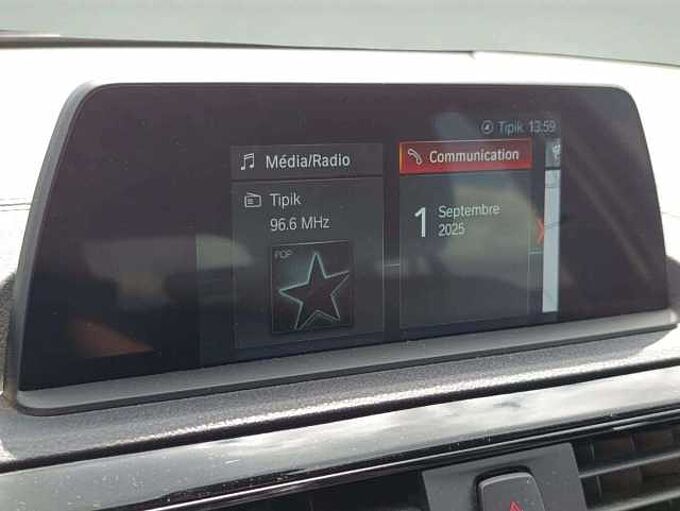 Tipik 13:59
Média/Radio
Communication
Tipik
96.6 MHz
POP
1 Septembre
2025